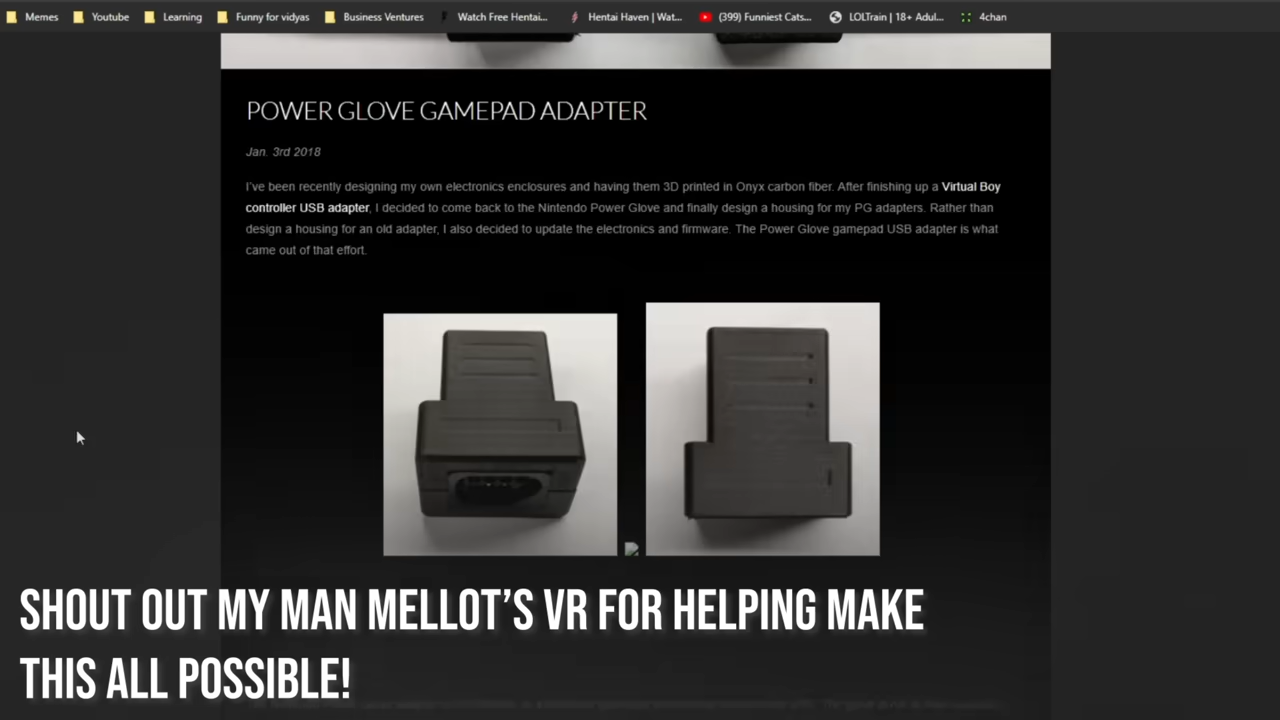 Memes Youtube Learning Funny for vidyas Business Ventures Watch Free Hentai... Hentai Haven | Wat... (399) Funniest Cats... LOLTrain | 18+ Adul... 4chan
POWER GLOVE GAMEPAD ADAPTER
Jan. 3rd 2018
I've been recently designing my own electronics enclosures and having them 3D printed in Onyx carbon fiber. After finishing up a Virtual Boy
controller USB adapter, I decided to come back to the Nintendo Power Glove and finally design a housing for my PG adapters. Rather than
design a housing for an old adapter, I also decided to update the electronics and firmware. The Power Glove gamepad USB adapter is what
came out of that effort.
SHOUT OUT MY MAN MELLOT'S VR FOR HELPING MAKE
THIS ALL POSSIBLE!